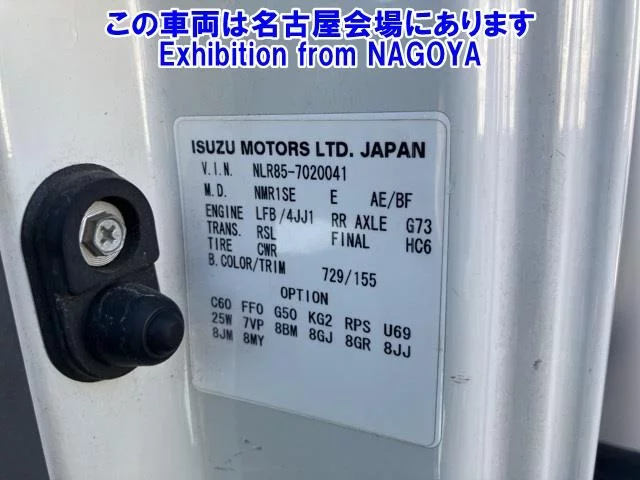 この車両は名古屋会場にあります
Exhibition from NAGOYA
ISUZU MOTORS LTD. JAPAN
V.I.N. NLR85-7020041
M.D. NMR1SE E AE/BF
ENGINE LFB/4JJ1 RR AXLE G73
TRANS. RSL FINAL HC6
TIRE CWR
B.COLOR/TRIM 729/155
OPTION
C60 FF0 G50 KG2 RPS U69
25W 7VP 8BM 8GJ 8GR 8JJ
8JM 8MY